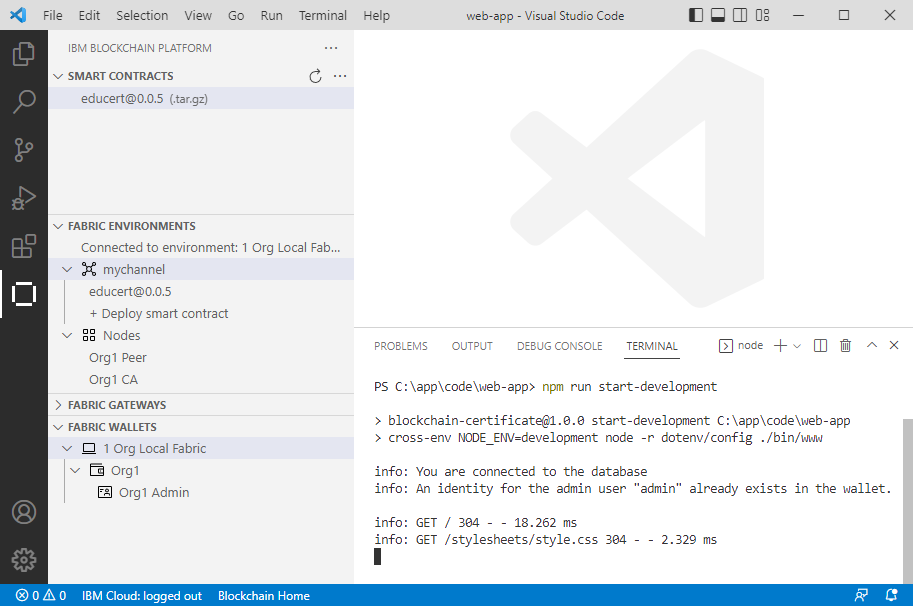 File Edit Selection View Go Run Terminal Help web-app - Visual Studio Code
IBM BLOCKCHAIN PLATFORM
SMART CONTRACTS
educert@0.0.5 (.tar.gz)
FABRIC ENVIRONMENTS
Connected to environment: 1 Org Local Fab...
mychannel
educert@0.0.5
+ Deploy smart contract
Nodes
Org1 Peer
Org1 CA
FABRIC GATEWAYS
FABRIC WALLETS
1 Org Local Fabric
Org1
Org1 Admin
PROBLEMS OUTPUT DEBUG CONSOLE TERMINAL node
PS C:\app\code\web-app> npm run start-development
> blockchain-certificate@1.0.0 start-development C:\app\code\web-app
> cross-env NODE_ENV=development node -r dotenv/config ./bin/www
info: You are connected to the database
info: An identity for the admin user "admin" already exists in the wallet.
info: GET / 304 - - 18.262 ms
info: GET /stylesheets/style.css 304 - - 2.329 ms
0 0 IBM Cloud: logged out Blockchain Home